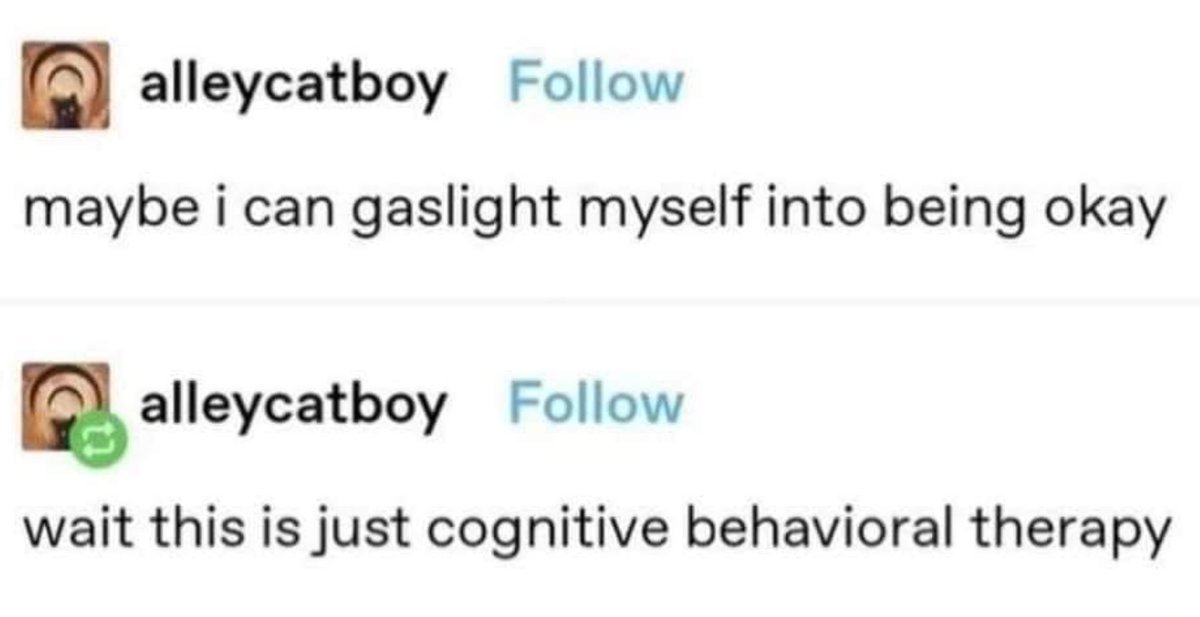 alleycatboy Follow
maybe i can gaslight myself into being okay
alleycatboy Follow
wait this is just cognitive behavioral therapy